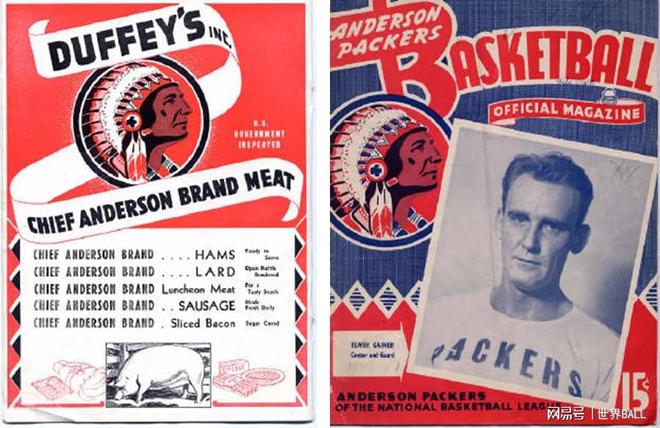 DUFFEY'S INC.
U.S.
GOVERNMENT
INSPECTED
CHIEF ANDERSON BRAND MEAT
CHIEF ANDERSON BRAND .... HAMS Ready to Serve
CHIEF ANDERSON BRAND .... LARD Open Kettle Rendered
CHIEF ANDERSON BRAND Luncheon Meat For a Tasty Snack
CHIEF ANDERSON BRAND .. SAUSAGE Made Fresh Daily
CHIEF ANDERSON BRAND . Sliced Bacon Sugar Cured
ANDERSON
PACKERS
BASKETBALL
OFFICIAL MAGAZINE
PACKERS
ELMER GAINER
Center and Guard
15¢
ANDERSON PACKERS
OF THE NATIONAL BASKETBALL LEAGUE
网易号 | 世界BALL